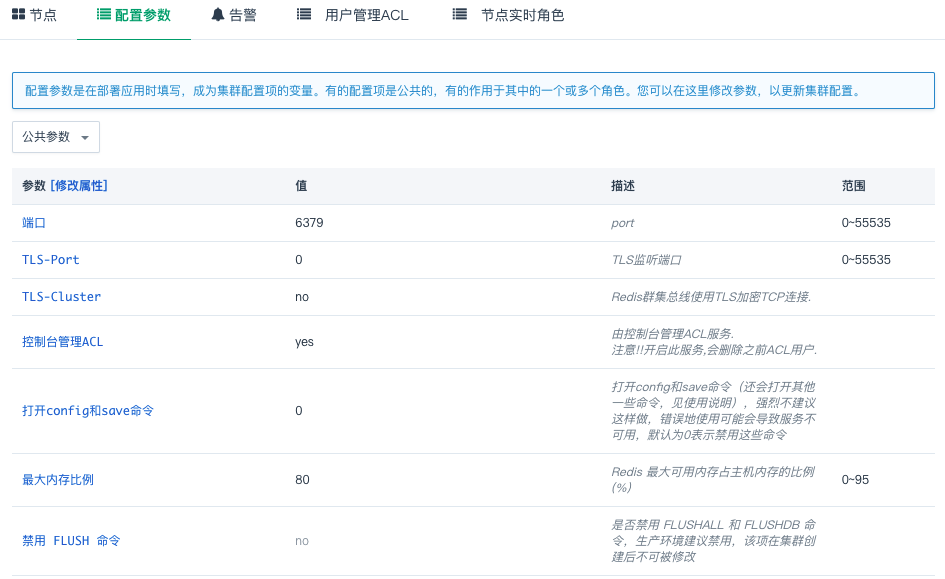 节点 配置参数 告警 用户管理ACL 节点实时角色
配置参数是在部署应用时填写，成为集群配置项的变量。有的配置项是公共的，有的作用于其中的一个或多个角色。您可以在这里修改参数，以更新集群配置。
公共参数
参数 [修改属性] 值 描述 范围
端口 6379 port 0~55535
TLS-Port 0 TLS监听端口 0~55535
TLS-Cluster no Redis群集总线使用TLS加密TCP连接.
控制台管理ACL yes 由控制台管理ACL服务.
注意!!开启此服务,会删除之前ACL用户.
打开config和save命令 0 打开config和save命令（还会打开其他
一些命令，见使用说明），强烈不建议
这样做，错误地使用可能会导致服务不
可用，默认为0表示禁用这些命令
最大内存比例 80 Redis 最大可用内存占主机内存的比例
(%) 0~95
禁用 FLUSH 命令 no 是否禁用 FLUSHALL 和 FLUSHDB 命
令，生产环境建议禁用，该项在集群创
建后不可被修改